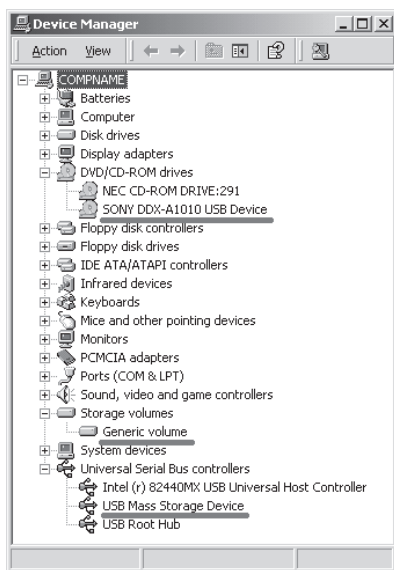 Device Manager
Action View
COMPNAME
Batteries
Computer
Disk drives
Display adapters
DVD/CD-ROM drives
NEC CD-ROM DRIVE:291
SONY DDX-A1010 USB Device
Floppy disk controllers
Floppy disk drives
IDE ATA/ATAPI controllers
Infrared devices
Keyboards
Mice and other pointing devices
Monitors
PCMCIA adapters
Ports (COM & LPT)
Sound, video and game controllers
Storage volumes
Generic volume
System devices
Universal Serial Bus controllers
Intel (r) 82440MX USB Universal Host Controller
USB Mass Storage Device
USB Root Hub